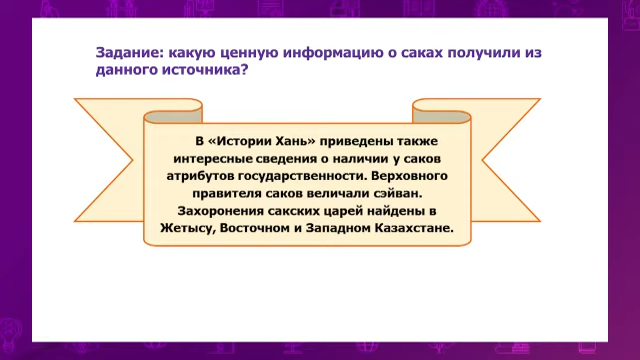 Задание: какую ценную информацию о саках получили из
данного источника?
В «Истории Хань» приведены также
интересные сведения о наличии у саков
атрибутов государственности. Верховного
правителя саков величали сэйван.
Захоронения сакских царей найдены в
Жетысу, Восточном и Западном Казахстане.